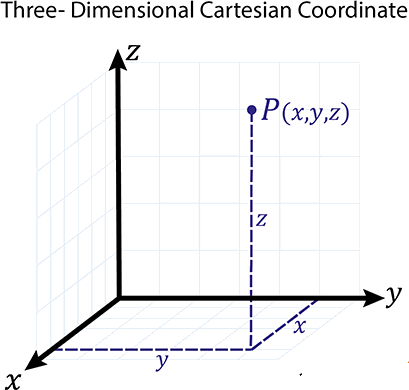 Three- Dimensional Cartesian Coordinate
z
P(x,y,z)
z
y
x
x
y